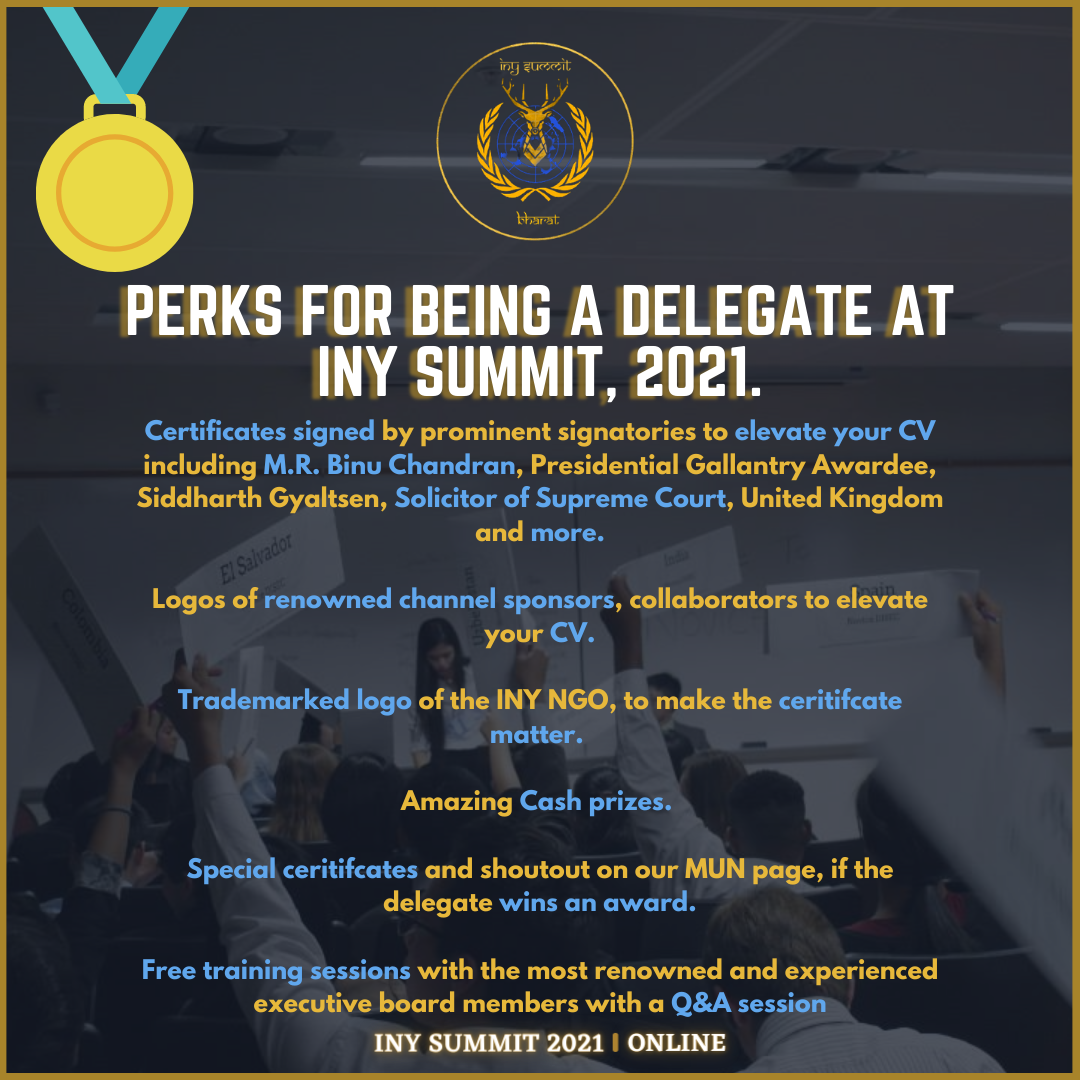 iny summit
bharat
PERKS FOR BEING A DELEGATE AT
INY SUMMIT, 2021.
Certificates signed by prominent signatories to elevate your CV
including M.R. Binu Chandran, Presidential Gallantry Awardee,
Siddharth Gyaltsen, Solicitor of Supreme Court, United Kingdom
and more.
El Salvador
India
Colombia
Spain
Logos of renowned channel sponsors, collaborators to elevate
your CV.
Trademarked logo of the INY NGO, to make the ceritifcate
matter.
Amazing Cash prizes.
Special ceritifcates and shoutout on our MUN page, if the
delegate wins an award.
Free training sessions with the most renowned and experienced
executive board members with a Q&A session
INY SUMMIT 2021 | ONLINE